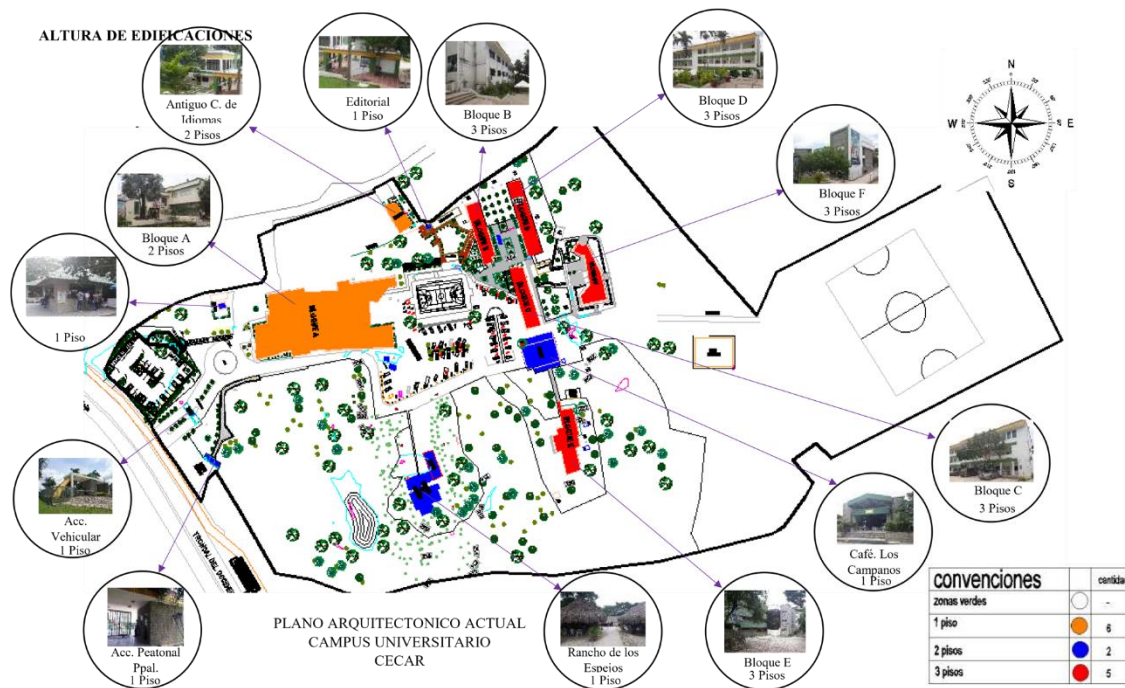 ALTURA DE EDIFICACIONES
Antiguo C. de
Idiomas
2 Pisos
Editorial
1 Piso
Bloque B
3 Pisos
Bloque D
3 Pisos
N
W
E
S
Bloque F
3 Pisos
Bloque A
2 Pisos
1 Piso
BLOQUE A
Acc.
Vehicular
1 Piso
Acc. Peatonal
Ppal.
1 Piso
PLANO ARQUITECTONICO ACTUAL
CAMPUS UNIVERSITARIO
CECAR
Rancho de los
Espejos
1 Piso
Bloque E
3 Pisos
Café. Los
Campanos
1 Piso
Bloque C
3 Pisos
convenciones cantidad
zonas verdes -
1 piso 6
2 pisos 2
3 pisos 5